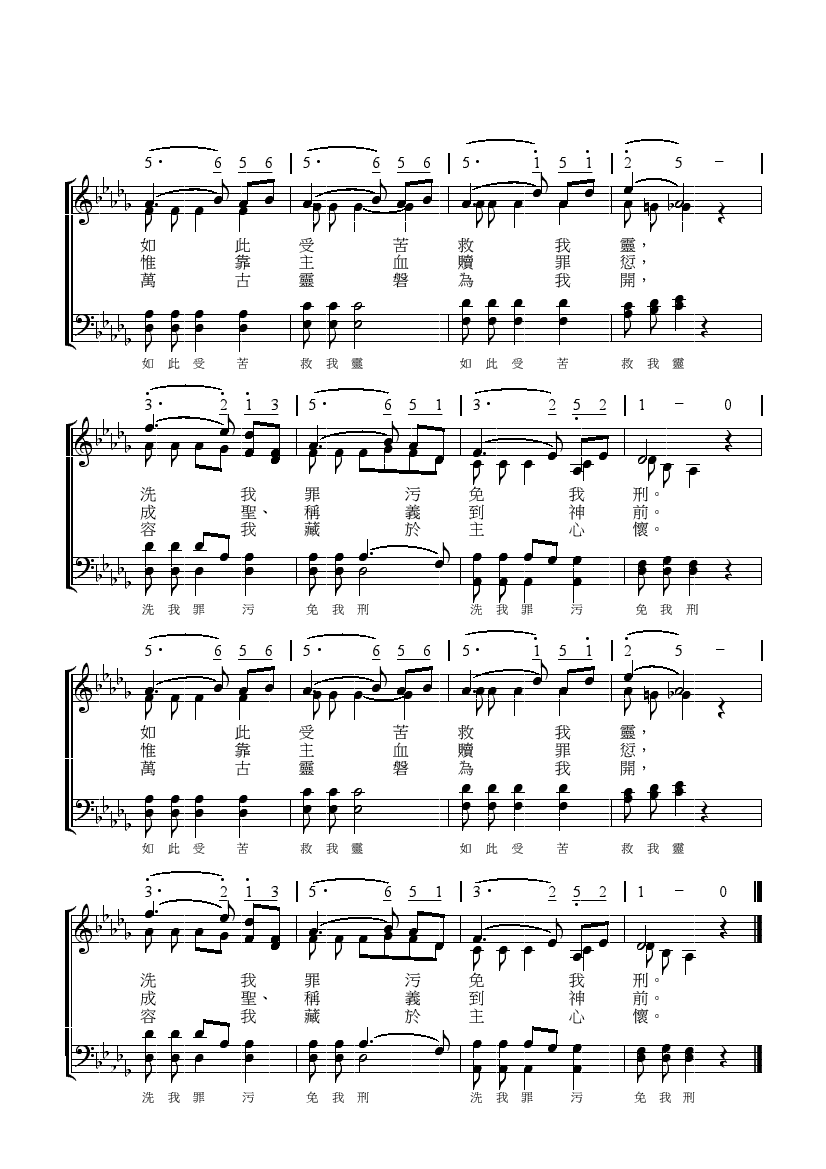 5· 6 5 6 | 5· 6 5 6 | 5· 1 5 1 | 2 5 – |
如 此 受 苦 救 我 靈，
惟 靠 主 血 贖 罪 愆，
萬 古 靈 磐 為 我 開，
如 此 受 苦 救 我 靈 如 此 受 苦 救 我 靈
3· 2 1 3 | 5· 6 5 1 | 3· 2 5 2 | 1 – 0 |
洗 我 罪 污 免 我 刑。
成 聖、 稱 義 到 神 前。
容 我 藏 於 主 心 懷。
洗 我 罪 污 免 我 刑 洗 我 罪 污 免 我 刑
5· 6 5 6 | 5· 6 5 6 | 5· 1 5 1 | 2 5 – |
如 此 受 苦 救 我 靈，
惟 靠 主 血 贖 罪 愆，
萬 古 靈 磐 為 我 開，
如 此 受 苦 救 我 靈 如 此 受 苦 救 我 靈
3· 2 1 3 | 5· 6 5 1 | 3· 2 5 2 | 1 – 0
洗 我 罪 污 免 我 刑。
成 聖、 稱 義 到 神 前。
容 我 藏 於 主 心 懷。
洗 我 罪 污 免 我 刑 洗 我 罪 污 免 我 刑